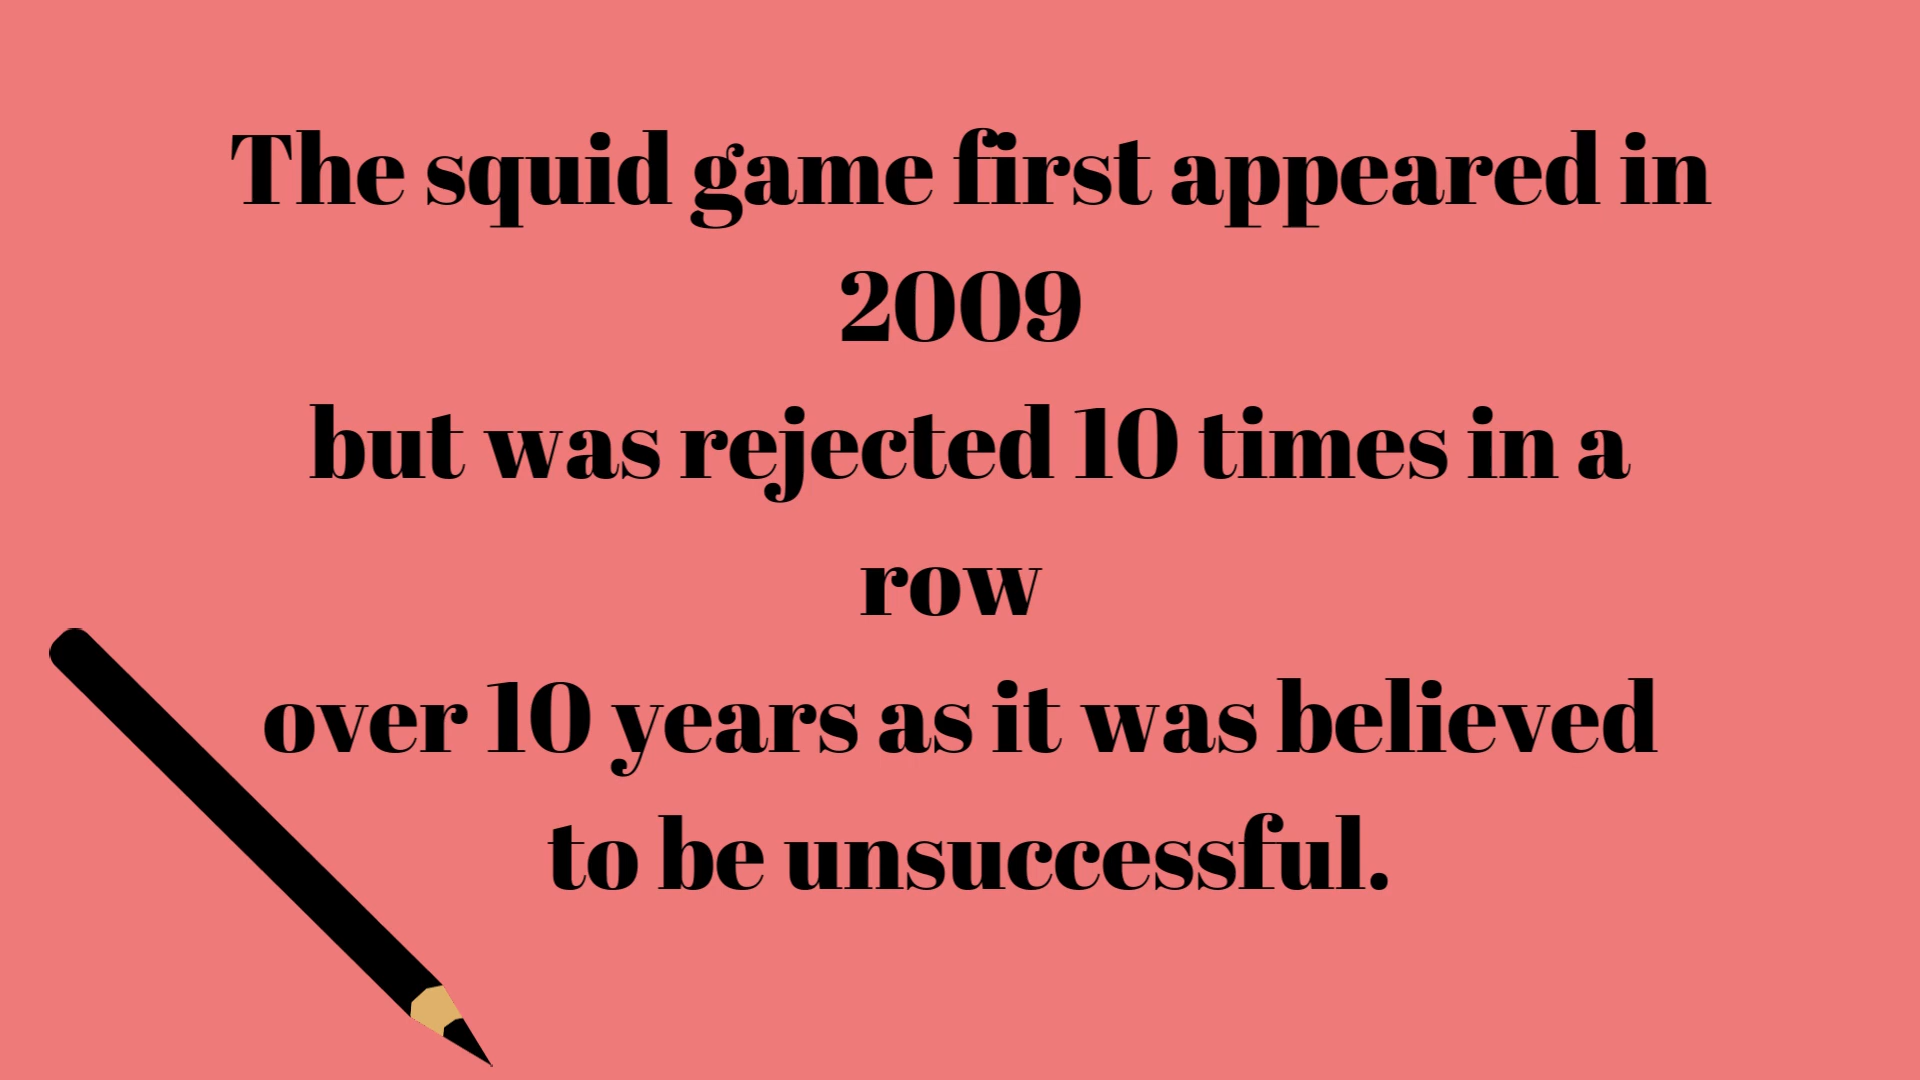 The squid game first appeared in
2009
but was rejected 10 times in a
row
over 10 years as it was believed
to be unsuccessful.